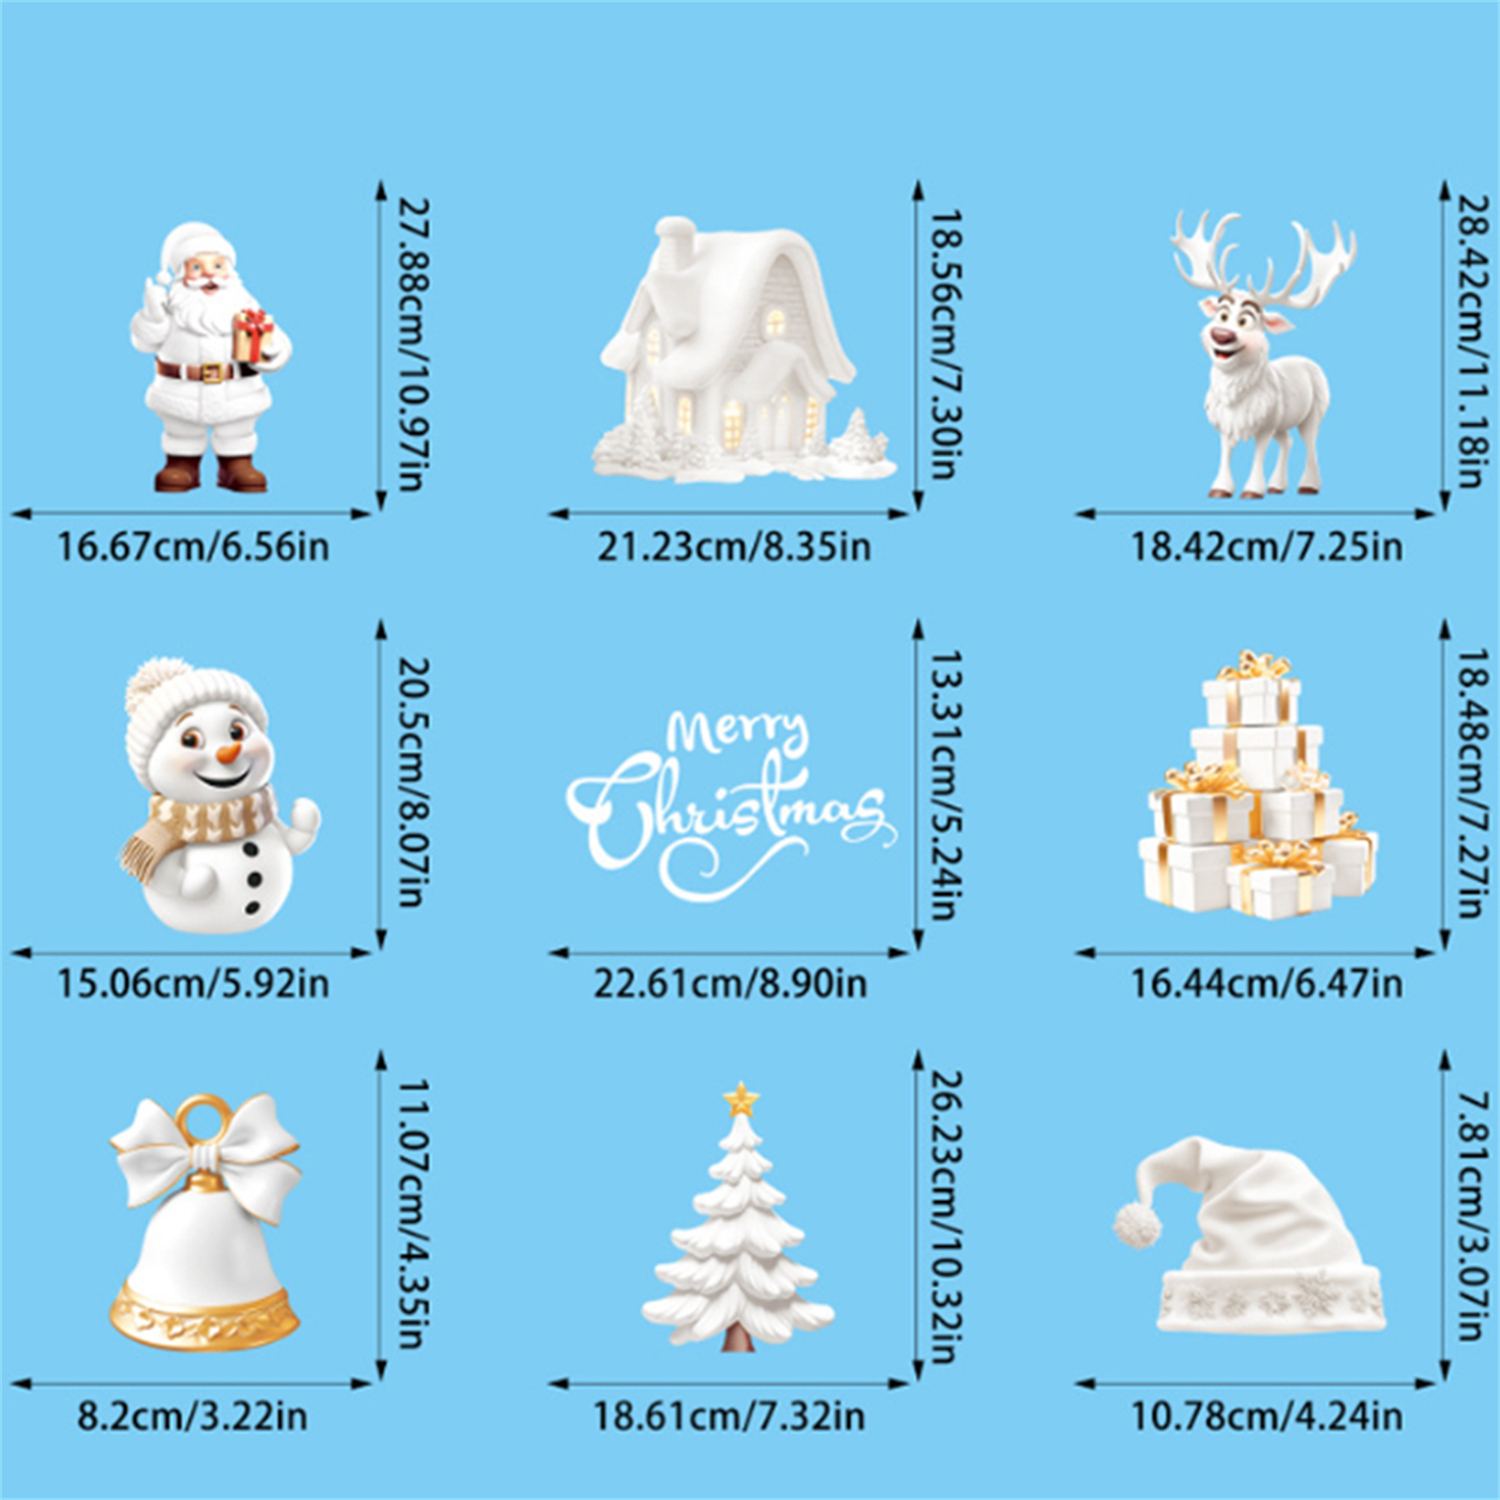 27.88cm/10.97in
16.67cm/6.56in
18.56cm/7.30in
21.23cm/8.35in
28.42cm/11.18in
18.42cm/7.25in
20.5cm/8.07in
15.06cm/5.92in
Merry
Christmas
13.31cm/5.24in
22.61cm/8.90in
18.48cm/7.27in
16.44cm/6.47in
11.07cm/4.35in
8.2cm/3.22in
26.23cm/10.32in
18.61cm/7.32in
7.81cm/3.07in
10.78cm/4.24in